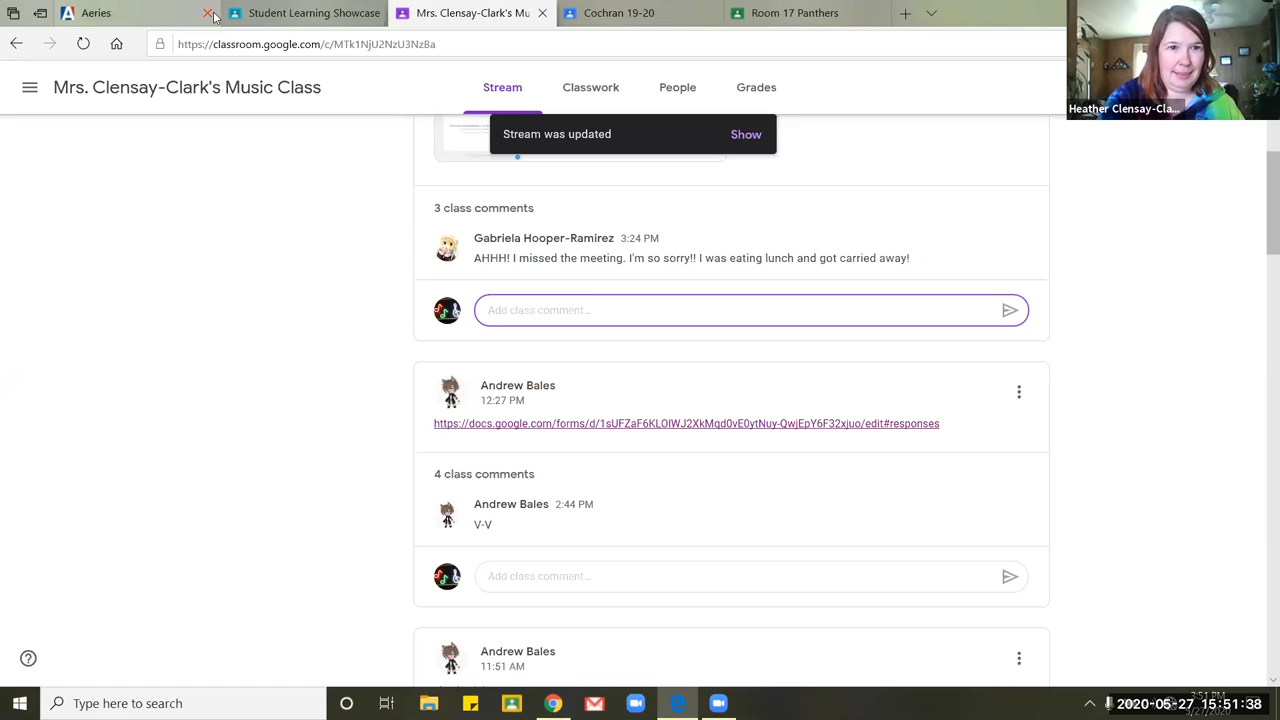 Aeries
Student Learning Showcase
Mrs. Clensay-Clark's Mu
Cochran 19-20
Room 17 Panthers
https://classroom.google.com/c/MTk1NjU2NzU3NzBa
Heather Clensay-Cla...
Mrs. Clensay-Clark's Music Class
Stream
Classwork
People
Grades
Stream was updated
Show
3 class comments
Gabriela Hooper-Ramirez 3:24 PM
AHHH! I missed the meeting. I'm so sorry!! I was eating lunch and got carried away!
Add class comment...
Andrew Bales
12:27 PM
https://docs.google.com/forms/d/1sUFZaF6KLOIWJ2XkMqd0vE0ytNuy-QwjEpY6F32xjuo/edit#responses
4 class comments
Andrew Bales 2:44 PM
V-V
Add class comment...
Andrew Bales
11:51 AM
Type here to search
3:51 PM
2020-05-27 15:51:38